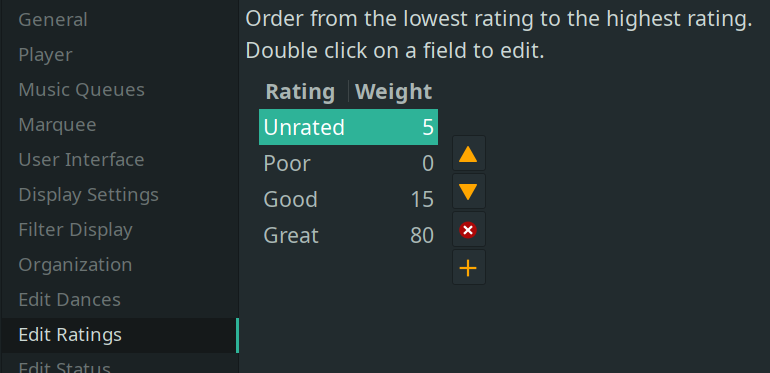 General
Player
Music Queues
Marquee
User Interface
Display Settings
Filter Display
Organization
Edit Dances
Edit Ratings
Edit Status
Order from the lowest rating to the highest rating.
Double click on a field to edit.
Rating Weight
Unrated 5
Poor 0
Good 15
Great 80